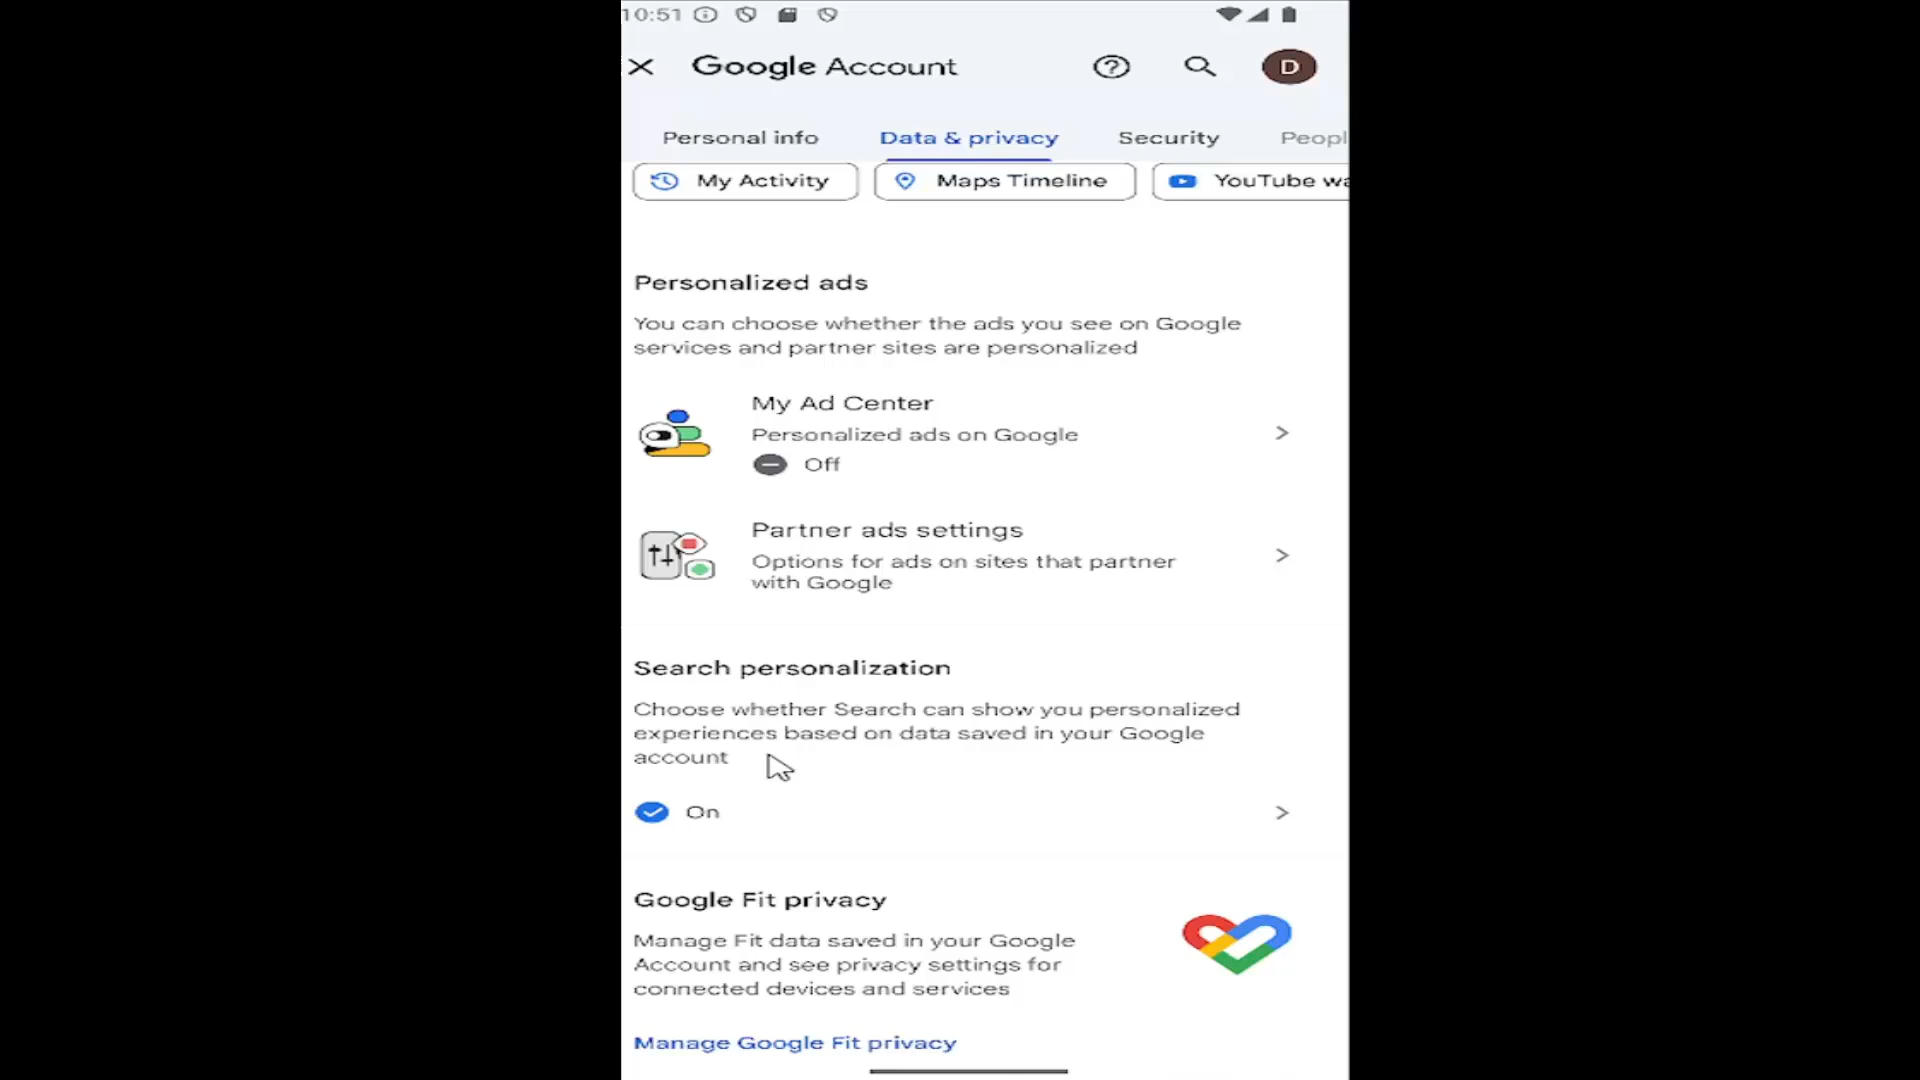 10:51
Google Account
D
Personal info Data & privacy Security Peopl
My Activity Maps Timeline YouTube wa
Personalized ads
You can choose whether the ads you see on Google
services and partner sites are personalized
My Ad Center
Personalized ads on Google
Off
Partner ads settings
Options for ads on sites that partner
with Google
Search personalization
Choose whether Search can show you personalized
experiences based on data saved in your Google
account
On
Google Fit privacy
Manage Fit data saved in your Google
Account and see privacy settings for
connected devices and services
Manage Google Fit privacy